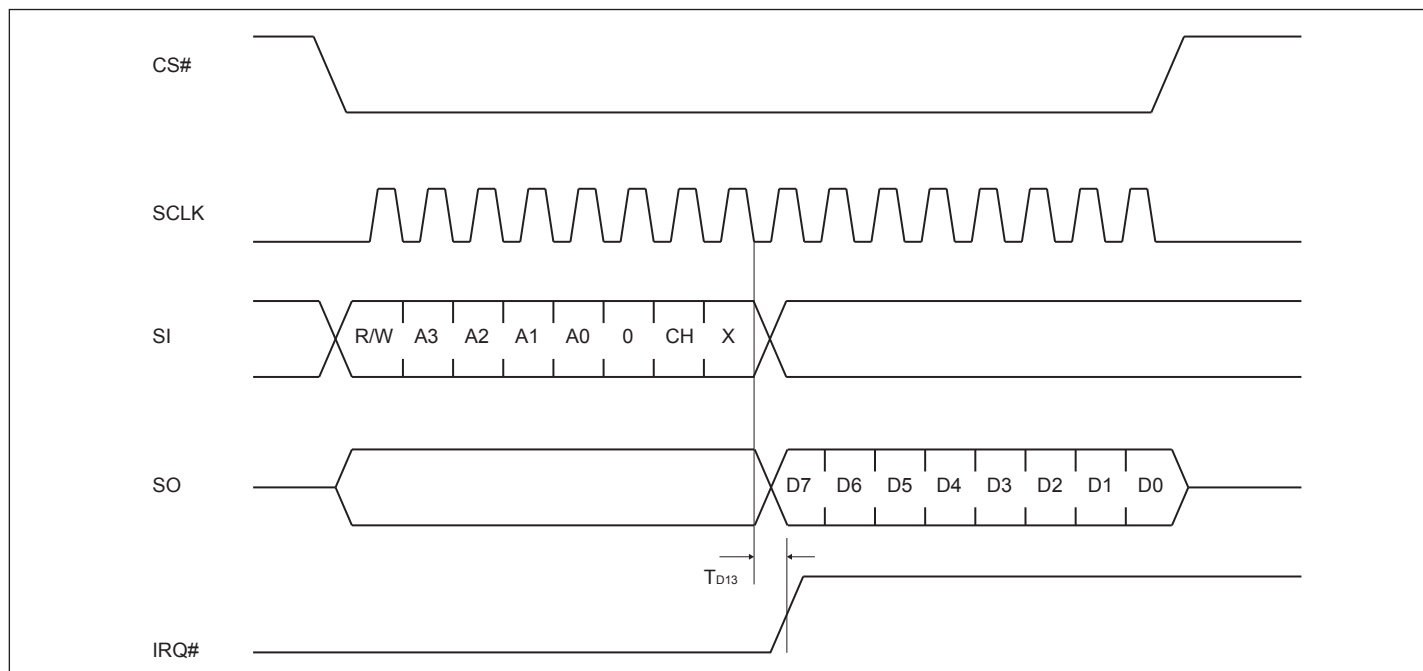 CS#
SCLK
SI
R/W A3 A2 A1 A0 0 CH X
SO
D7 D6 D5 D4 D3 D2 D1 D0
TD13
IRQ#